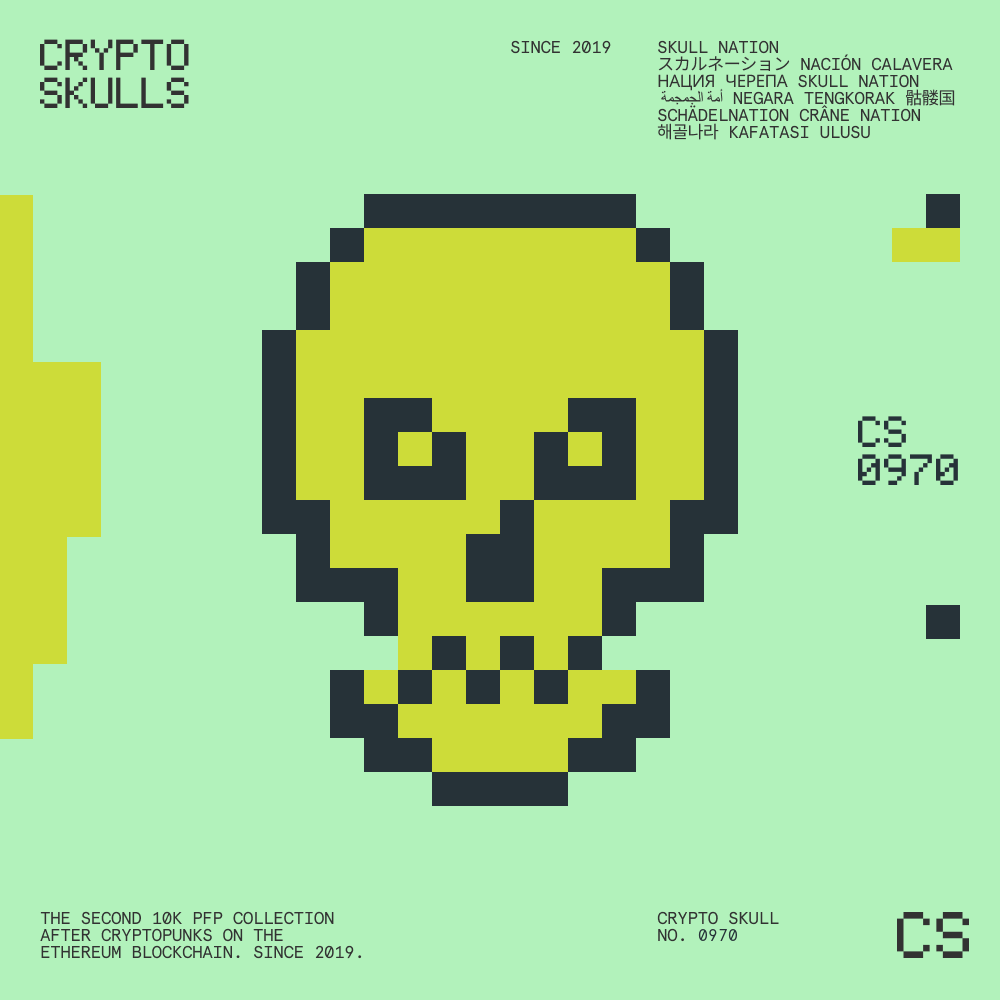 CRYPTO
SKULLS
SINCE 2019
SKULL NATION
スカルネーション NACIÓN CALAVERA
НАЦИЯ ЧЕРЕПА SKULL NATION
أمة الجمجمة NEGARA TENGKORAK 骷髅国
SCHÄDELNATION CRÂNE NATION
해골나라 KAFATASI ULUSU
CS
0970
THE SECOND 10K PFP COLLECTION
AFTER CRYPTOPUNKS ON THE
ETHEREUM BLOCKCHAIN. SINCE 2019.
CRYPTO SKULL
NO. 0970
CS